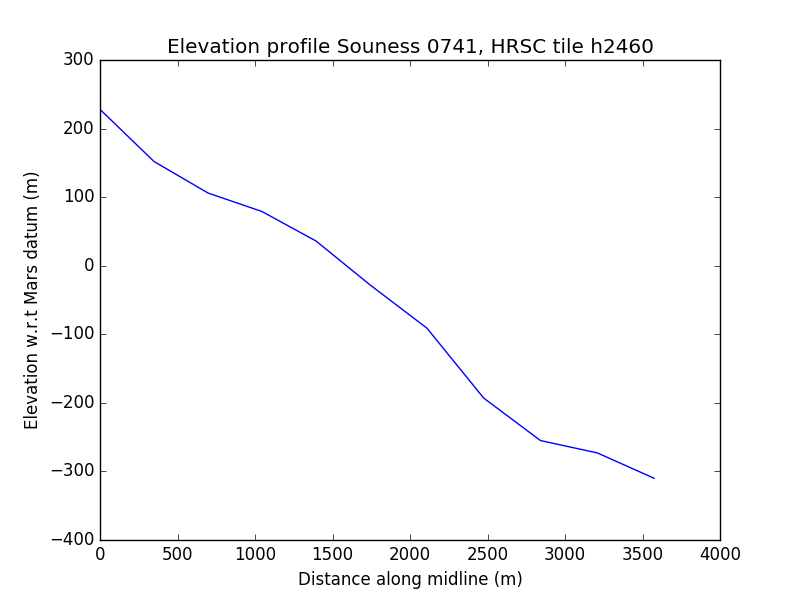 Elevation profile Souness 0741, HRSC tile h2460
300
200
100
0
−100
−200
−300
−400
Elevation w.r.t Mars datum (m)
0 500 1000 1500 2000 2500 3000 3500 4000
Distance along midline (m)